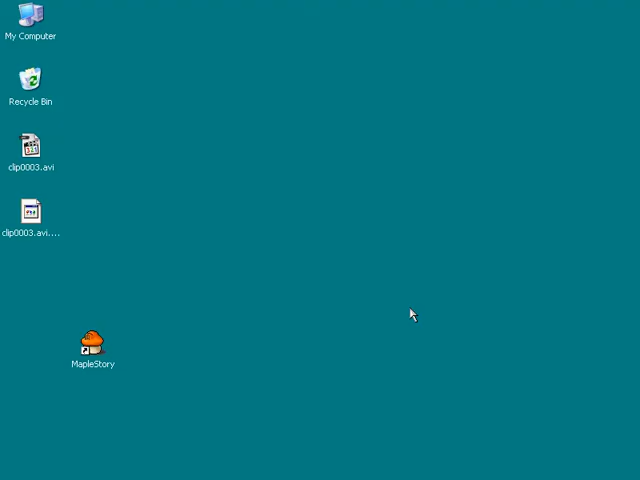 My Computer
Recycle Bin
clip0003.avi
clip0003.avi....
MapleStory